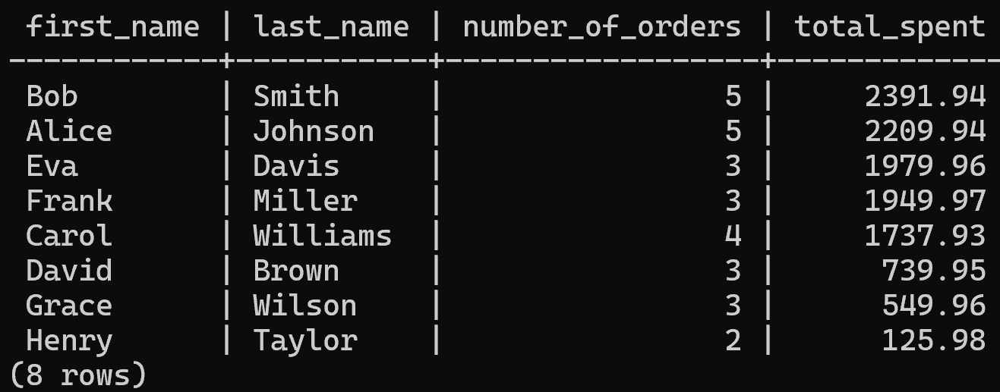 first_name | last_name | number_of_orders | total_spent
------------+-----------+------------------+-------------
 Bob        | Smith     |                5 |     2391.94
 Alice      | Johnson   |                5 |     2209.94
 Eva        | Davis     |                3 |     1979.96
 Frank      | Miller    |                3 |     1949.97
 Carol      | Williams  |                4 |     1737.93
 David      | Brown     |                3 |      739.95
 Grace      | Wilson    |                3 |      549.96
 Henry      | Taylor    |                2 |      125.98
(8 rows)